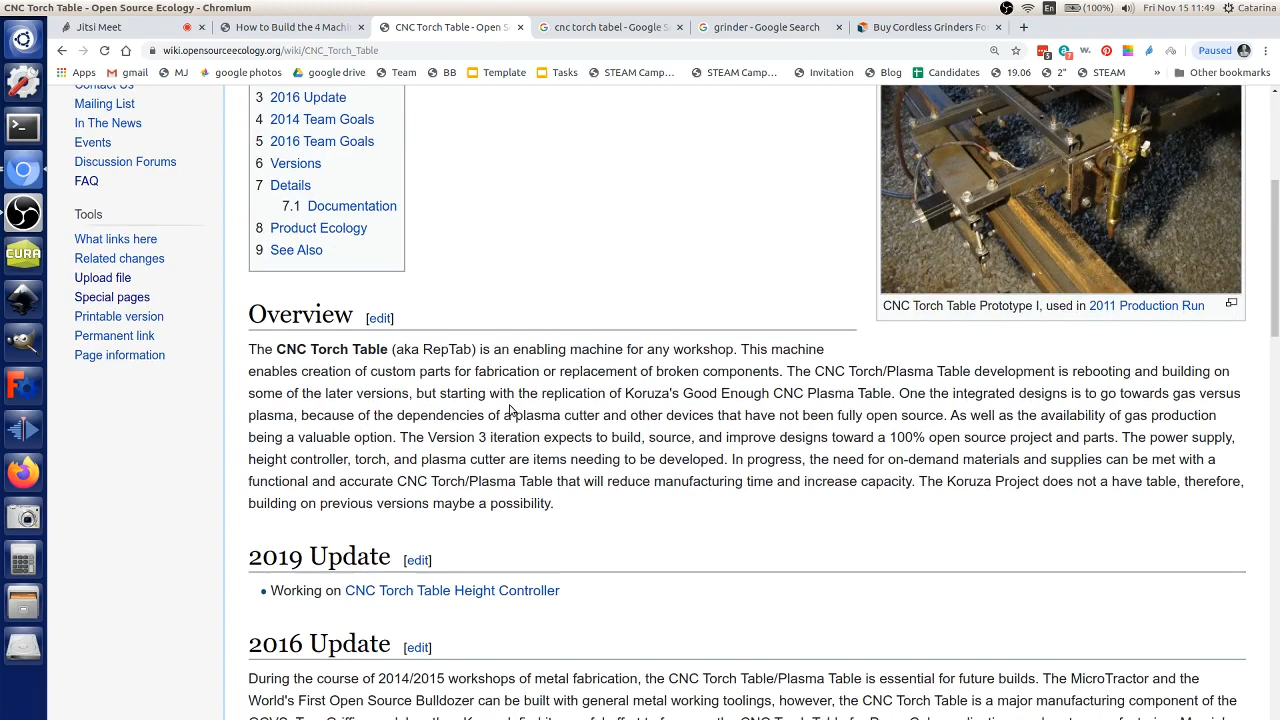 CNC Torch Table - Open Source Ecology - Chromium
En (100%) Fri Nov 15 11:49 Catarina
Jitsi Meet
How to Build the 4 Machin
CNC Torch Table - Open So
cnc torch tabel - Google S
grinder - Google Search
Buy Cordless Grinders Fo
wiki.opensourceecology.org/wiki/CNC_Torch_Table
Paused
Apps gmail MJ google photos google drive Team BB Template Tasks STEAM Camp... STEAM Camp... Invitation Blog Candidates 19.06 2" STEAM » Other bookmarks
Contact Us
Mailing List
In The News
Events
Discussion Forums
FAQ
Tools
What links here
Related changes
Upload file
Special pages
Printable version
Permanent link
Page information
3 2016 Update
4 2014 Team Goals
5 2016 Team Goals
6 Versions
7 Details
7.1 Documentation
8 Product Ecology
9 See Also
CNC Torch Table Prototype I, used in 2011 Production Run
Overview [edit]
The CNC Torch Table (aka RepTab) is an enabling machine for any workshop. This machine
enables creation of custom parts for fabrication or replacement of broken components. The CNC Torch/Plasma Table development is rebooting and building on
some of the later versions, but starting with the replication of Koruza's Good Enough CNC Plasma Table. One the integrated designs is to go towards gas versus
plasma, because of the dependencies of a plasma cutter and other devices that have not been fully open source. As well as the availability of gas production
being a valuable option. The Version 3 iteration expects to build, source, and improve designs toward a 100% open source project and parts. The power supply,
height controller, torch, and plasma cutter are items needing to be developed. In progress, the need for on-demand materials and supplies can be met with a
functional and accurate CNC Torch/Plasma Table that will reduce manufacturing time and increase capacity. The Koruza Project does not a have table, therefore,
building on previous versions maybe a possibility.
2019 Update [edit]
Working on CNC Torch Table Height Controller
2016 Update [edit]
During the course of 2014/2015 workshops of metal fabrication, the CNC Torch Table/Plasma Table is essential for future builds. The MicroTractor and the
World's First Open Source Bulldozer can be built with general metal working toolings, however, the CNC Torch Table is a major manufacturing component of the